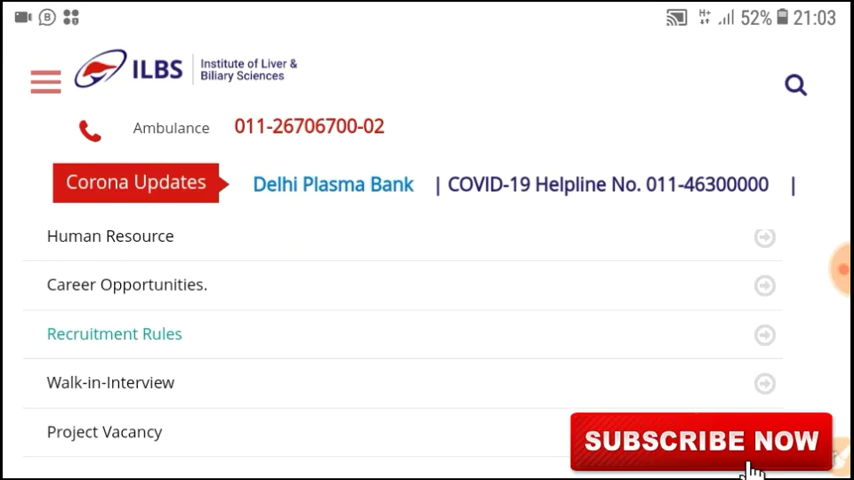 B
H+ 52% 21:03
ILBS Institute of Liver &
Biliary Sciences
Ambulance 011-26706700-02
Corona Updates Delhi Plasma Bank | COVID-19 Helpline No. 011-46300000 |
Human Resource
Career Opportunities.
Recruitment Rules
Walk-in-Interview
Project Vacancy
SUBSCRIBE NOW